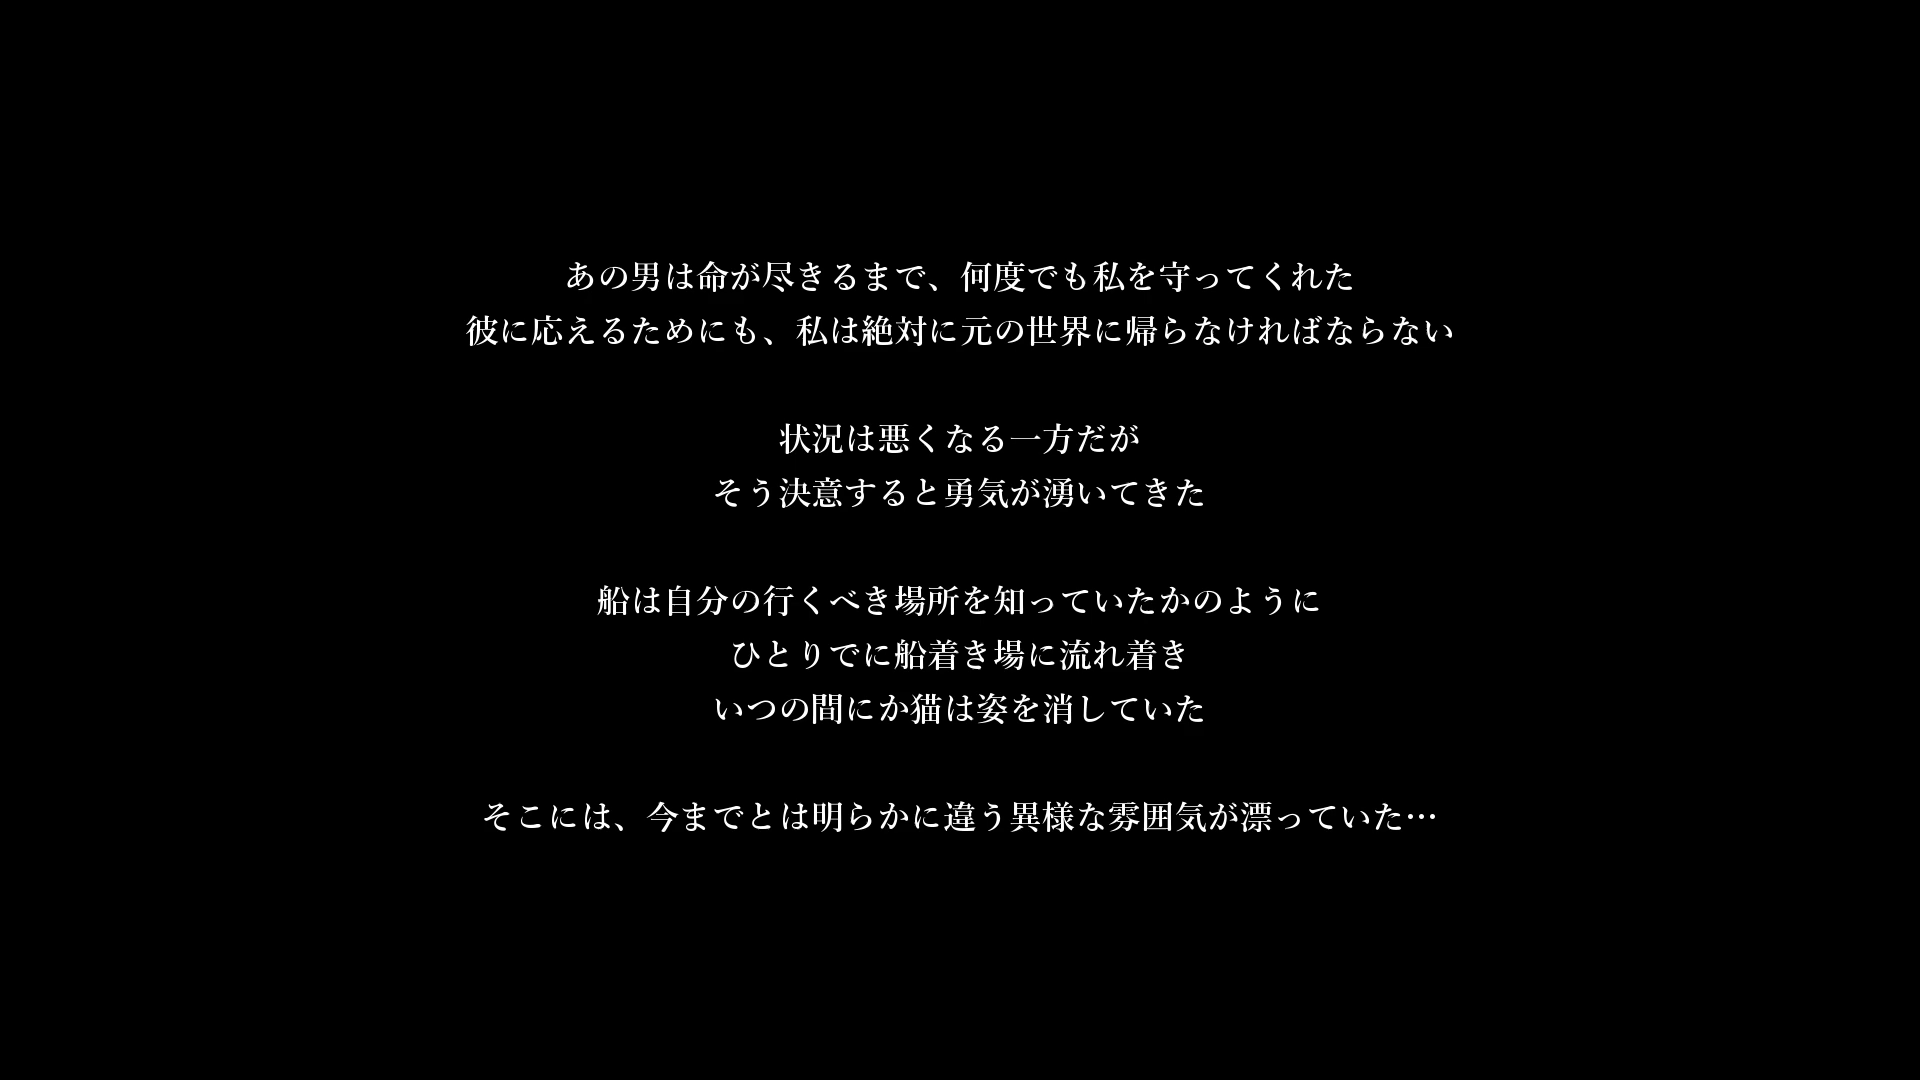 あの男は命が尽きるまで、何度でも私を守ってくれた
彼に応えるためにも、私は絶対に元の世界に帰らなければならない
状況は悪くなる一方だが
そう決意すると勇気が湧いてきた
船は自分の行くべき場所を知っていたかのように
ひとりでに船着き場に流れ着き
いつの間にか猫は姿を消していた
そこには、今までとは明らかに違う異様な雰囲気が漂っていた…